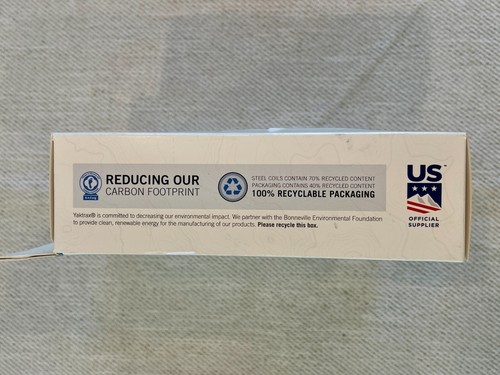 REDUCING OUR
CARBON FOOTPRINT
STEEL COILS CONTAIN 70% RECYCLED CONTENT
PACKAGING CONTAINS 40% RECYCLED CONTENT
100% RECYCLABLE PACKAGING
Yaktrax® is committed to decreasing our environmental impact. We partner with the Bonneville Environmental Foundation
to provide clean, renewable energy for the manufacturing of our products. Please recycle this box.
US™
OFFICIAL
SUPPLIER